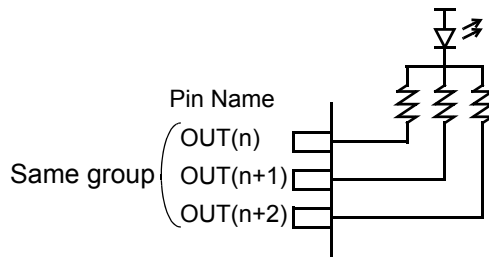 Pin Name
OUT(n)
Same group
OUT(n+1)
OUT(n+2)